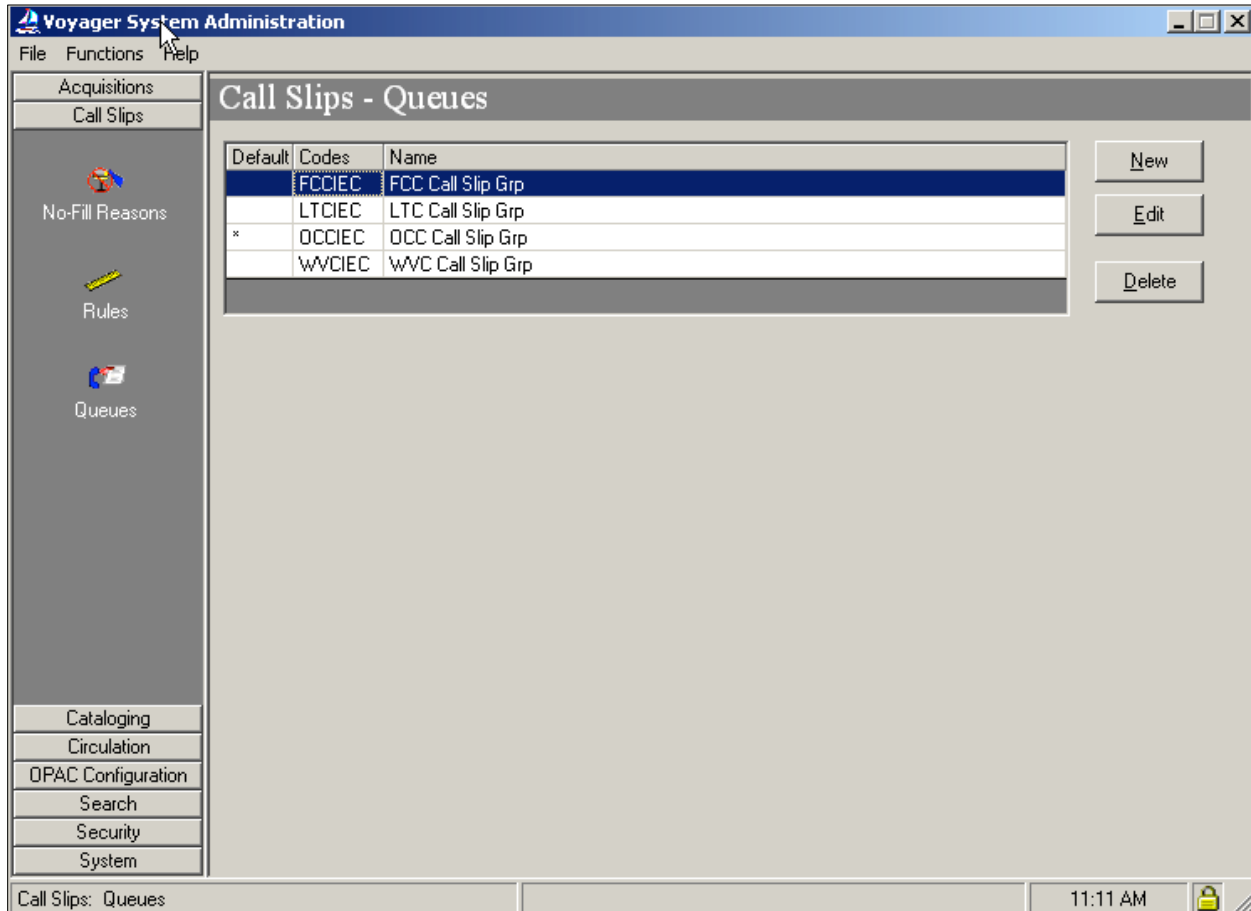 Voyager System Administration
File Functions Help
Acquisitions
Call Slips
No-Fill Reasons
Rules
Queues
Cataloging
Circulation
OPAC Configuration
Search
Security
System
Call Slips - Queues
Default Codes Name
FCCIEC FCC Call Slip Grp
LTCIEC LTC Call Slip Grp
* OCCIEC OCC Call Slip Grp
WVCIEC WVC Call Slip Grp
New
Edit
Delete
Call Slips: Queues
11:11 AM